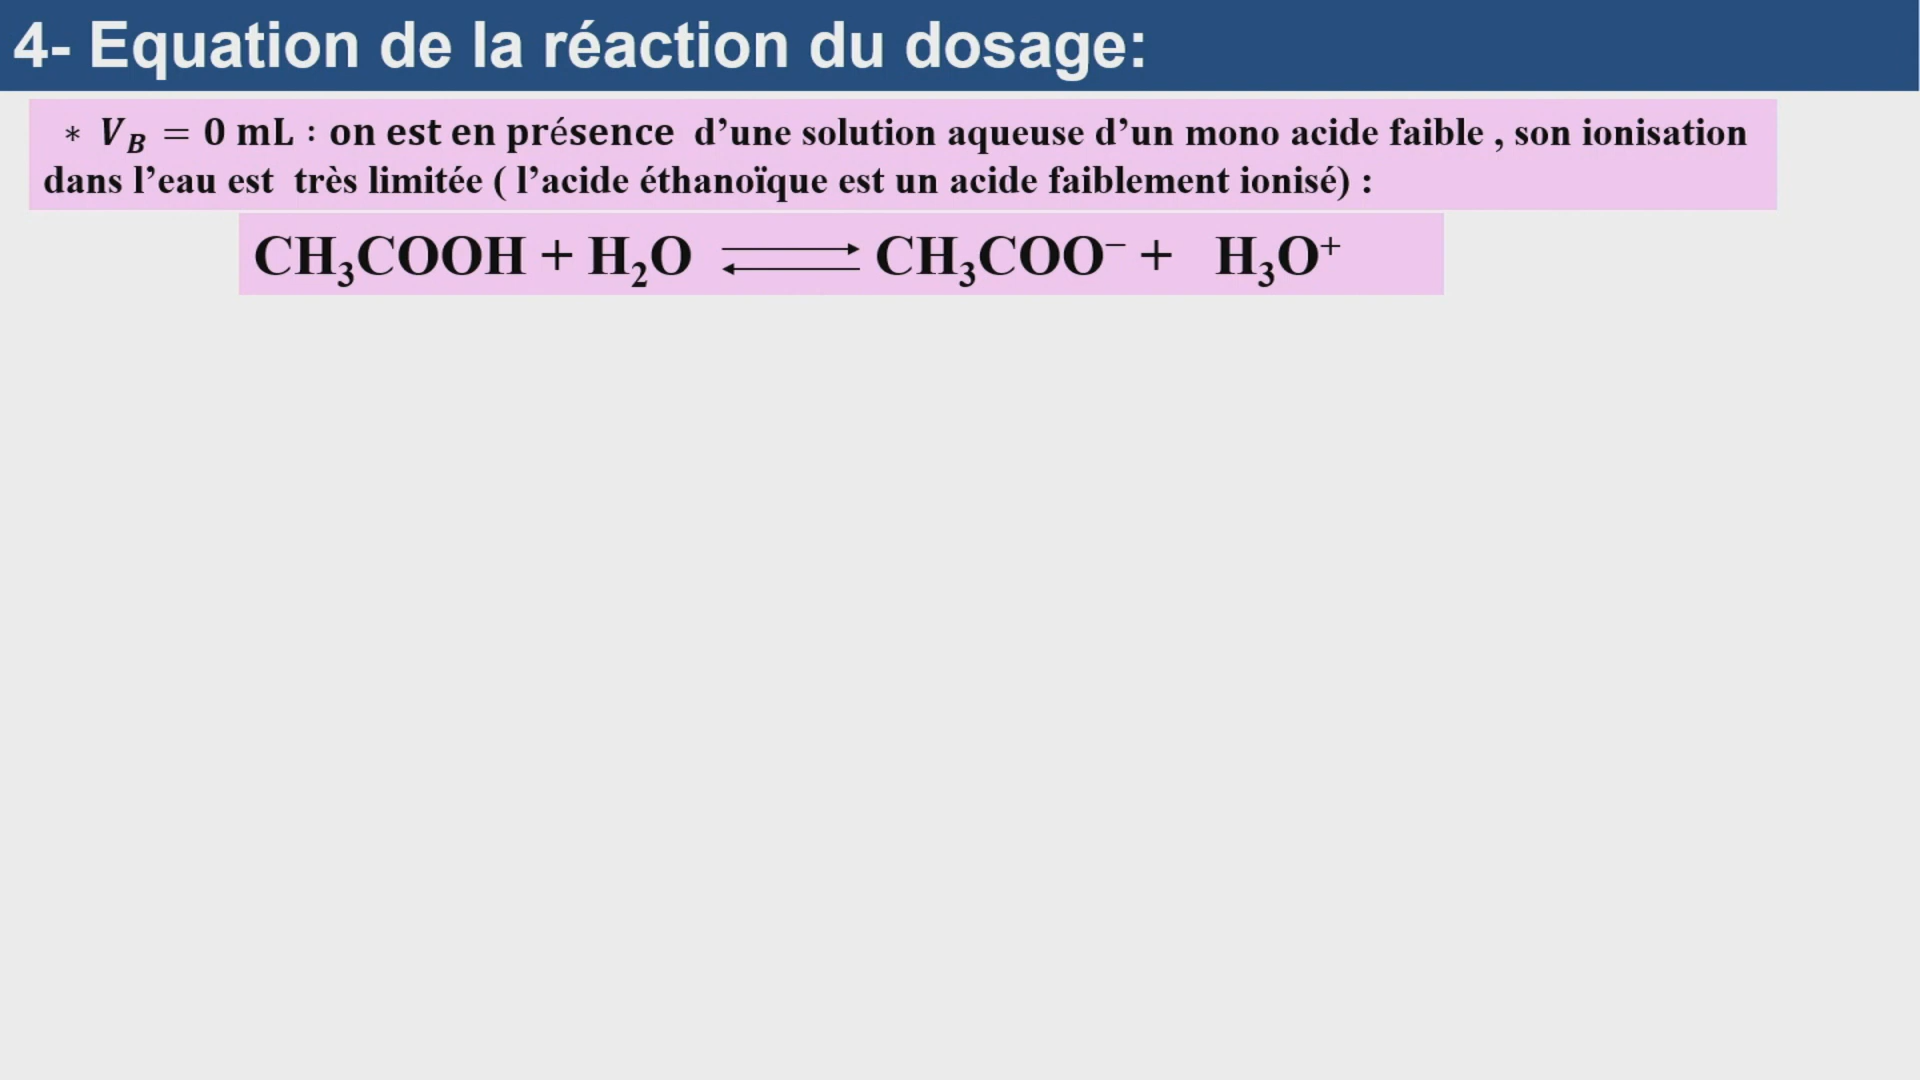 4- Equation de la réaction du dosage:
* V_B = 0 mL : on est en présence d’une solution aqueuse d’un mono acide faible , son ionisation
dans l’eau est très limitée ( l’acide éthanoïque est un acide faiblement ionisé) :
CH₃COOH + H₂O ⇌ CH₃COO⁻ + H₃O⁺